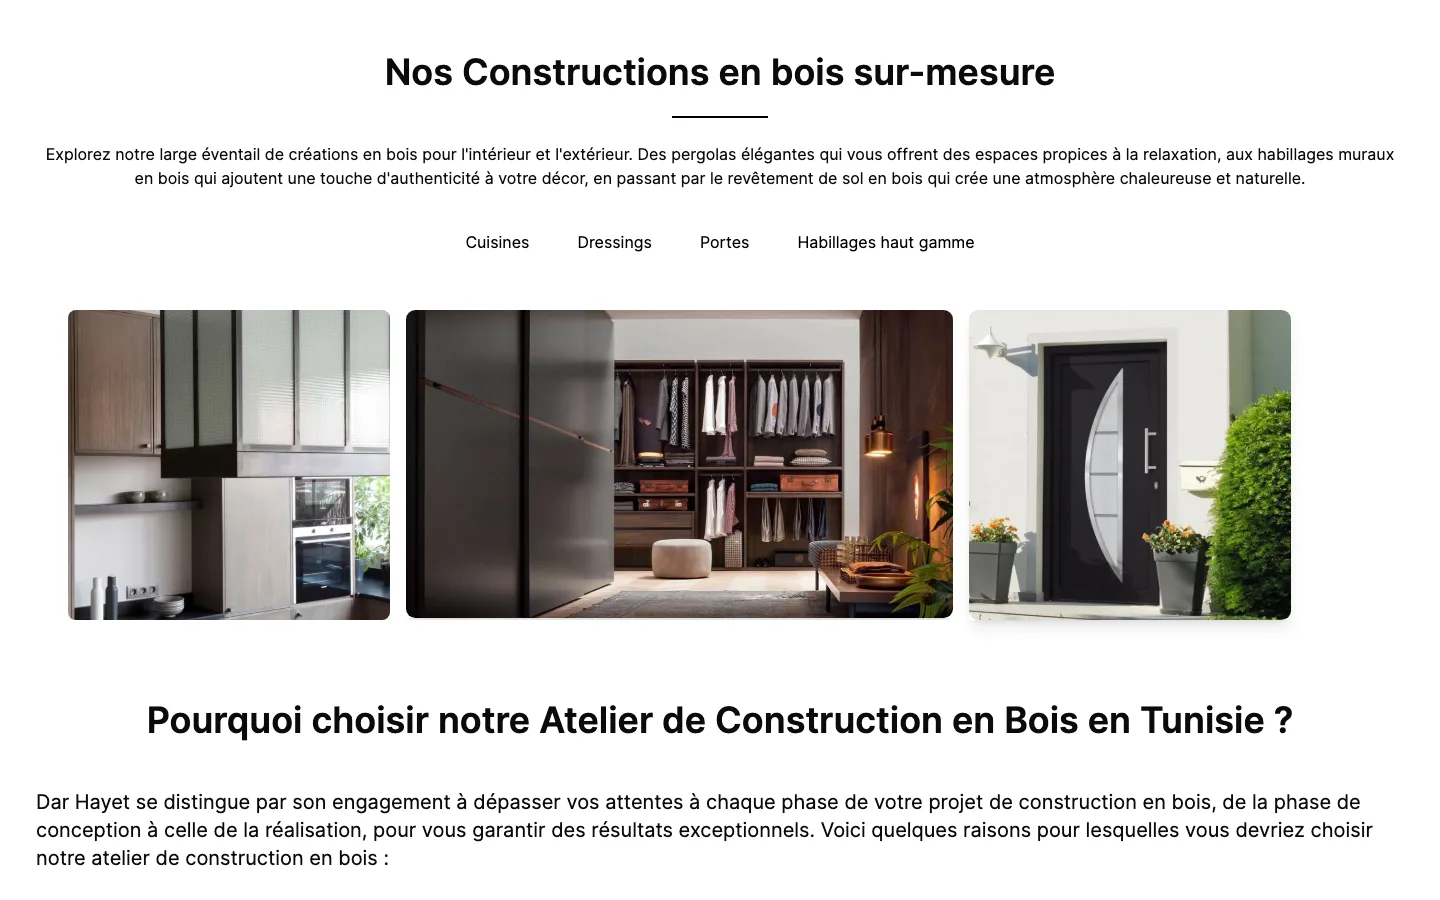 Nos Constructions en bois sur-mesure
Explorez notre large éventail de créations en bois pour l'intérieur et l'extérieur. Des pergolas élégantes qui vous offrent des espaces propices à la relaxation, aux habillages muraux
en bois qui ajoutent une touche d'authenticité à votre décor, en passant par le revêtement de sol en bois qui crée une atmosphère chaleureuse et naturelle.
Cuisines Dressings Portes Habillages haut gamme
Pourquoi choisir notre Atelier de Construction en Bois en Tunisie ?
Dar Hayet se distingue par son engagement à dépasser vos attentes à chaque phase de votre projet de construction en bois, de la phase de
conception à celle de la réalisation, pour vous garantir des résultats exceptionnels. Voici quelques raisons pour lesquelles vous devriez choisir
notre atelier de construction en bois :